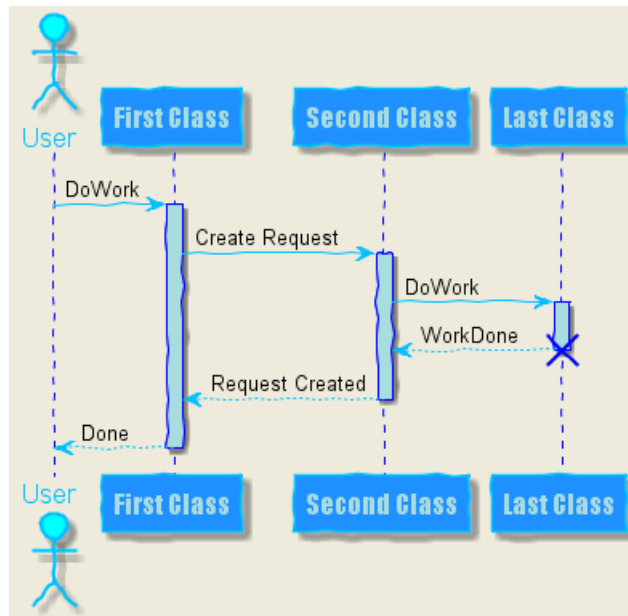 User
First Class
Second Class
Last Class
DoWork
Create Request
DoWork
WorkDone
Request Created
Done
User
First Class
Second Class
Last Class